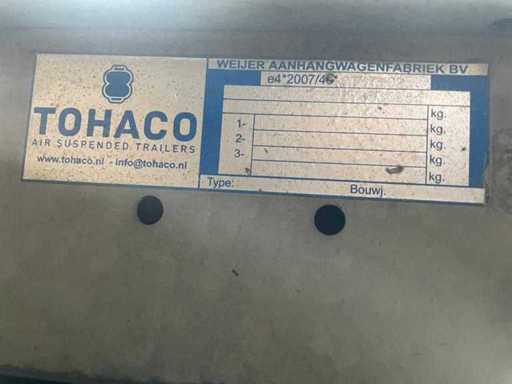 TOHACO
AIR SUSPENDED TRAILERS
www.tohaco.nl - info@tohaco.nl
WEIJER AANHANGWAGENFABRIEK BV
e4*2007/46
kg.
1- kg.
2- kg.
3- kg.
kg.
Type: Bouwj.